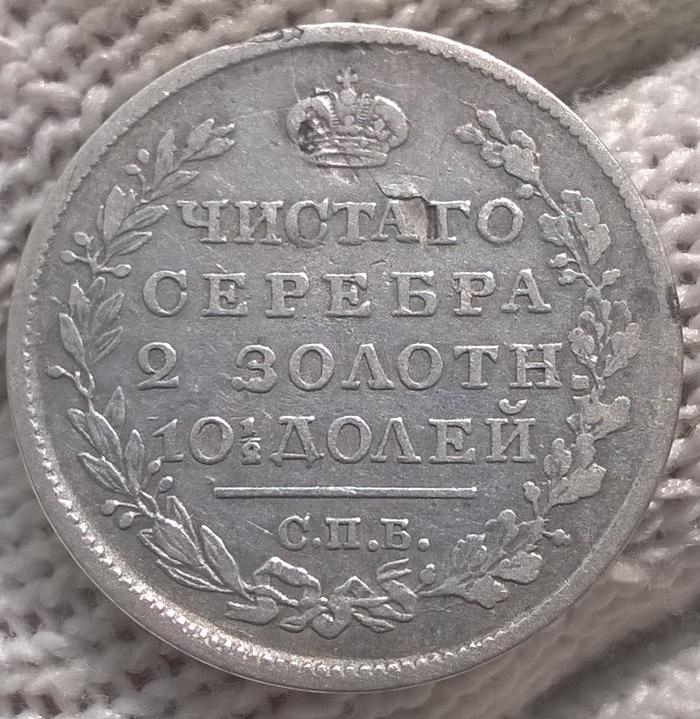 ЧИСТАГО
СЕРЕБРА
2 ЗОЛОТН.
10½ ДОЛЕЙ
С.П.Б.